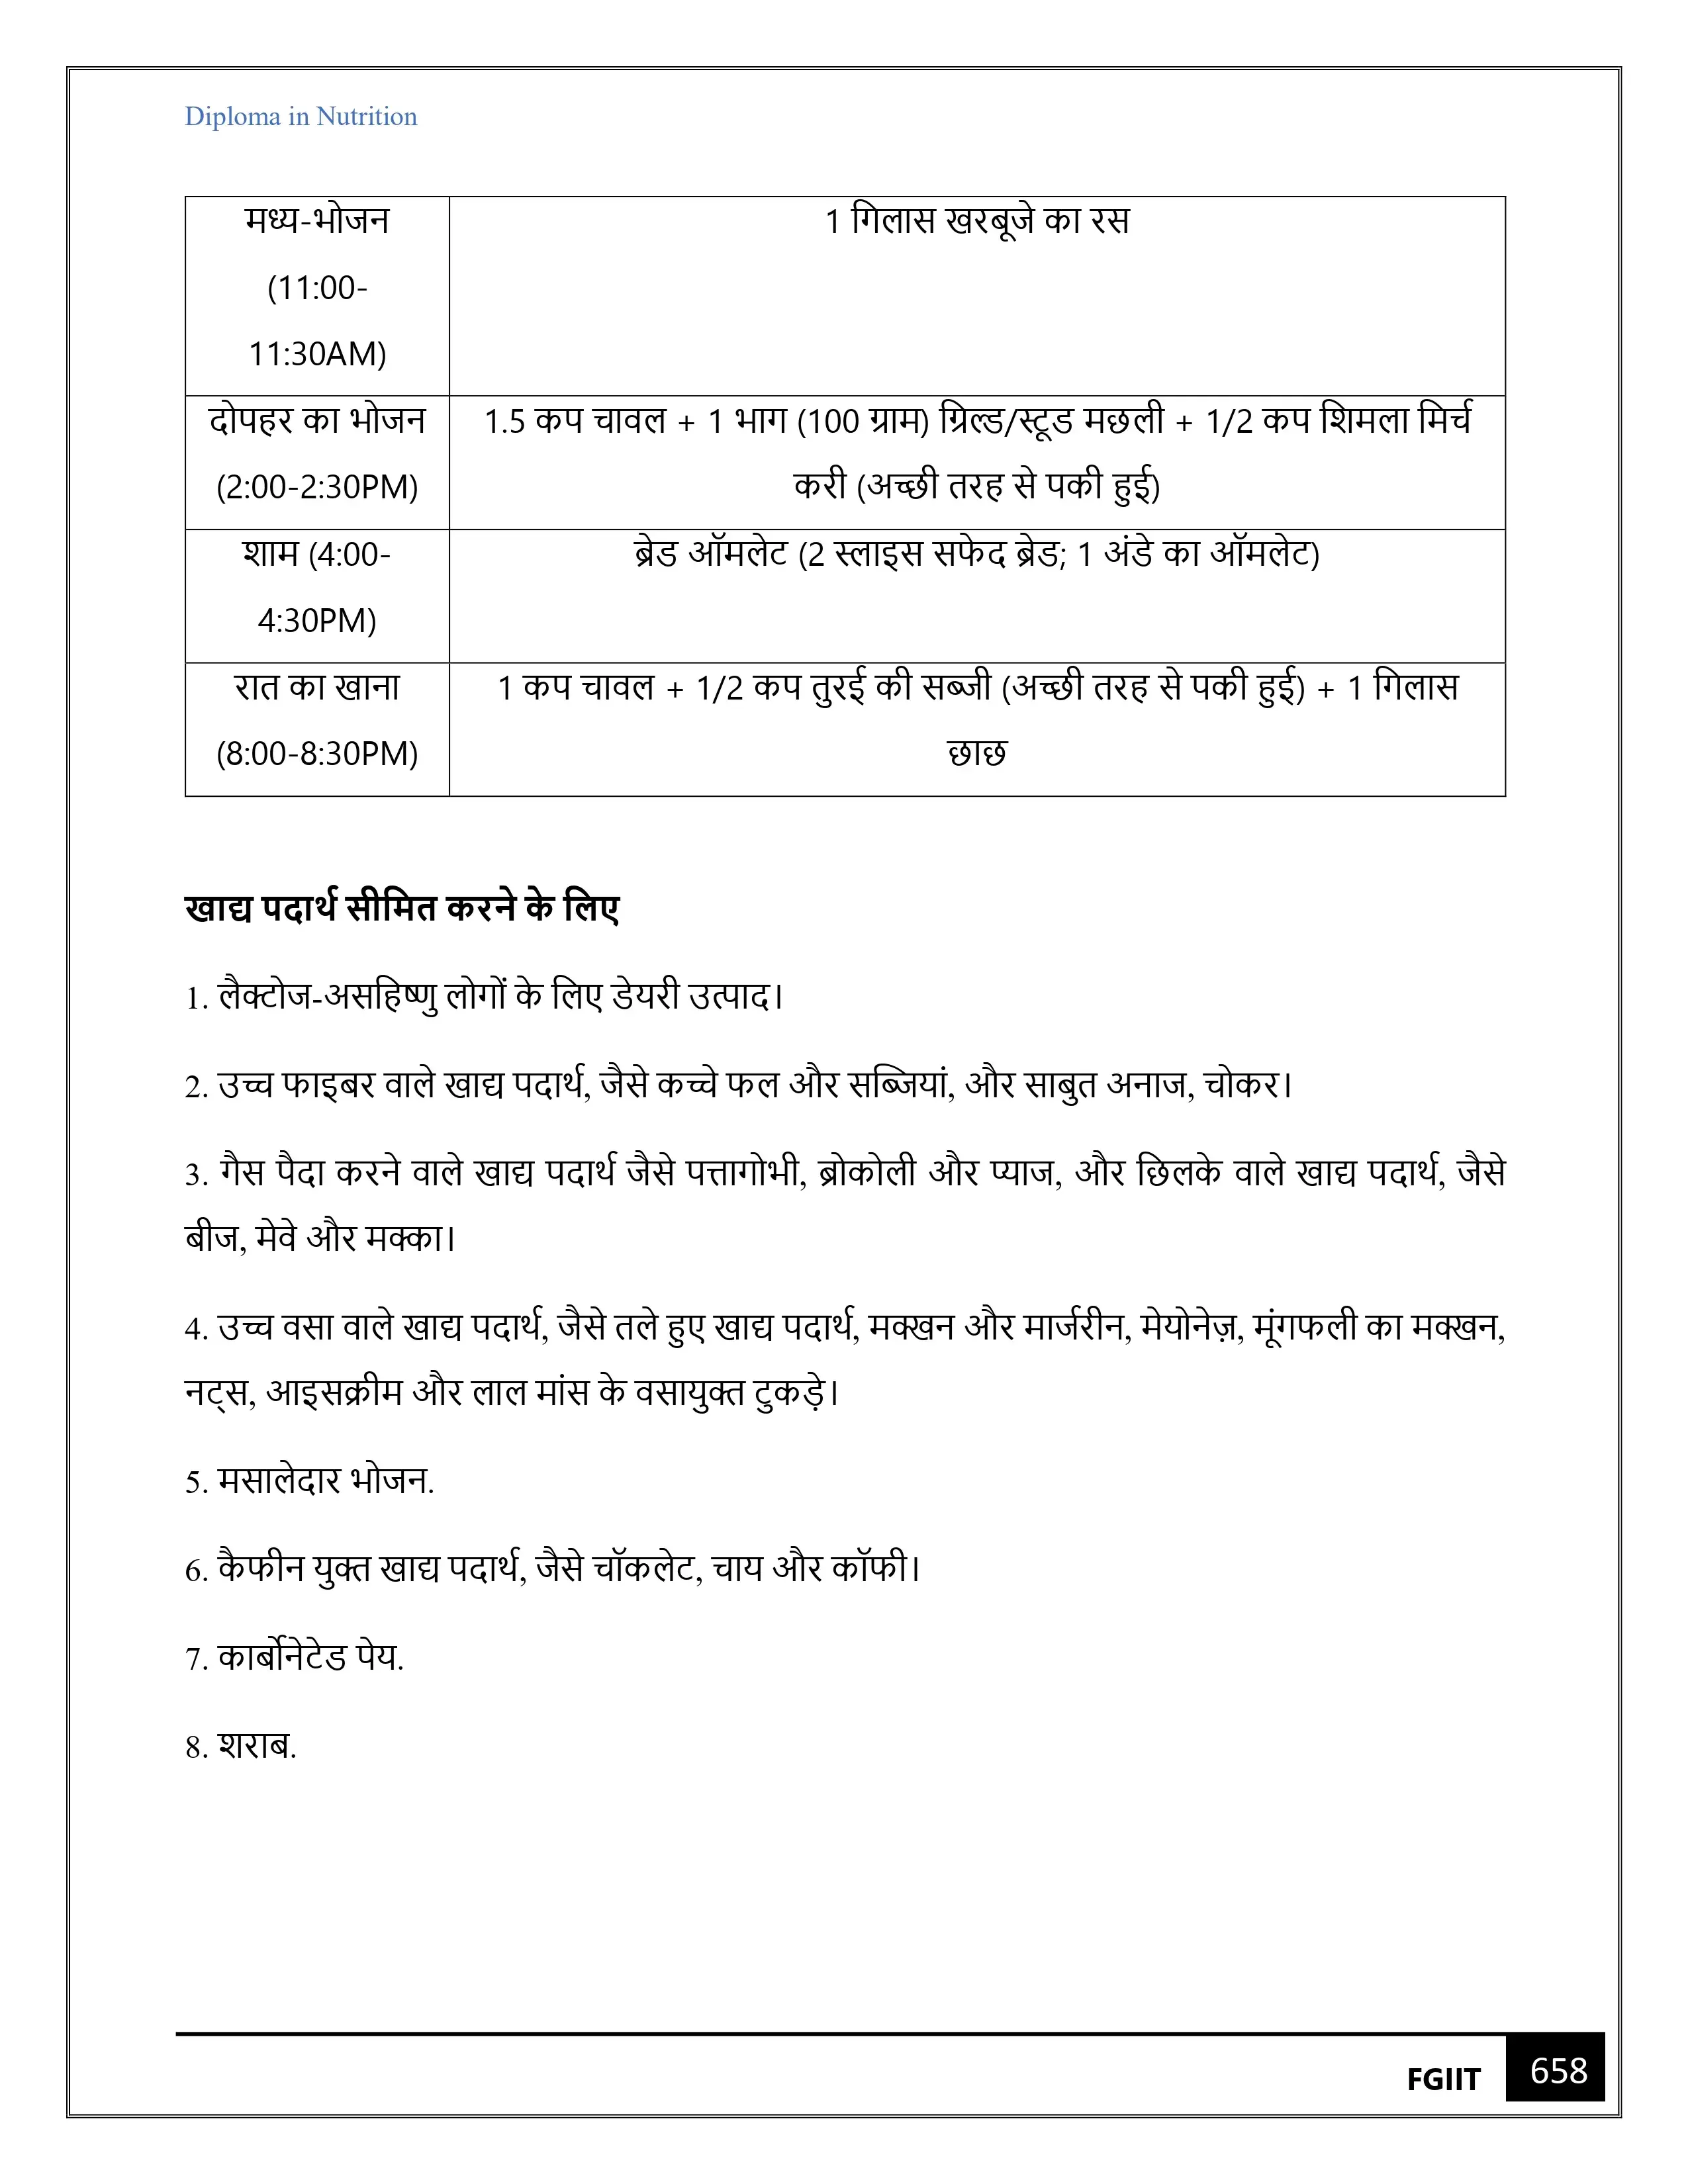 Diploma in Nutrition
मध्य-भोजन
(11:00-
11:30AM)
1 गिलास खरबूजे का रस
दोपहर का भोजन
(2:00-2:30PM)
1.5 कप चावल + 1 भाग (100 ग्राम) ग्रिल्ड/स्टूड मछली + 1/2 कप शिमला मिर्च
करी (अच्छी तरह से पकी हुई)
शाम (4:00-
4:30PM)
ब्रेड ऑमलेट (2 स्लाइस सफेद ब्रेड; 1 अंडे का ऑमलेट)
रात का खाना
(8:00-8:30PM)
1 कप चावल + 1/2 कप तुरई की सब्जी (अच्छी तरह से पकी हुई) + 1 गिलास
छाछ
खाद्य पदार्थ सीमित करने के लिए
1. लैक्टोज-असहिष्णु लोगों के लिए डेयरी उत्पाद।
2. उच्च फाइबर वाले खाद्य पदार्थ, जैसे कच्चे फल और सब्जियां, और साबुत अनाज, चोकर।
3. गैस पैदा करने वाले खाद्य पदार्थ जैसे पत्तागोभी, ब्रोकोली और प्याज, और छिलके वाले खाद्य पदार्थ, जैसे
बीज, मेवे और मक्का।
4. उच्च वसा वाले खाद्य पदार्थ, जैसे तले हुए खाद्य पदार्थ, मक्खन और मार्जरीन, मेयोनेज़, मूंगफली का मक्खन,
नट्स, आइसक्रीम और लाल मांस के वसायुक्त टुकड़े।
5. मसालेदार भोजन.
6. कैफीन युक्त खाद्य पदार्थ, जैसे चॉकलेट, चाय और कॉफी।
7. कार्बोनेटेड पेय.
8. शराब.
FGIIT 658